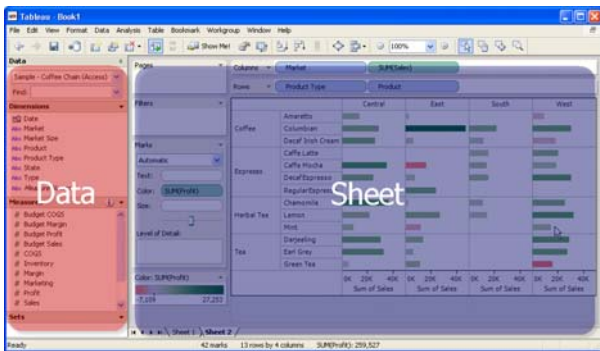 Tableau - Book1
File Edit View Format Data Analysis Table Bookmark Workgroup Window Help
Show Me! 100%
Data
Sample - Coffee Chain (Access)
Find:
Dimensions
Date
Abc Market
Abc Market Size
Abc Product
Abc Product Type
Abc State
Abc Type
Measures
# Budget COGS
# Budget Margin
# Budget Profit
# Budget Sales
# COGS
# Inventory
# Margin
# Marketing
# Profit
# Sales
Sets
Data
Pages
Filters
Marks
Automatic
Text:
Color: SUM(Profit)
Size:
Level of Detail:
Color: SUM(Profit)
-7,109 27,253
Columns Market SUM(Sales)
Rows Product Type Product
Central East South West
Coffee
Amaretto
Columbian
Decaf Irish Cream
Espresso
Caffe Latte
Caffe Mocha
Decaf Espresso
Regular Espresso
Herbal Tea
Chamomile
Lemon
Mint
Tea
Darjeeling
Earl Grey
Green Tea
0K 20K 40K 0K 20K 40K 0K 20K 40K 0K 20K 40K
Sum of Sales Sum of Sales Sum of Sales Sum of Sales
Sheet
Sheet 1 Sheet 2
Ready 42 marks 13 rows by 4 columns SUM(Profit): 259,527